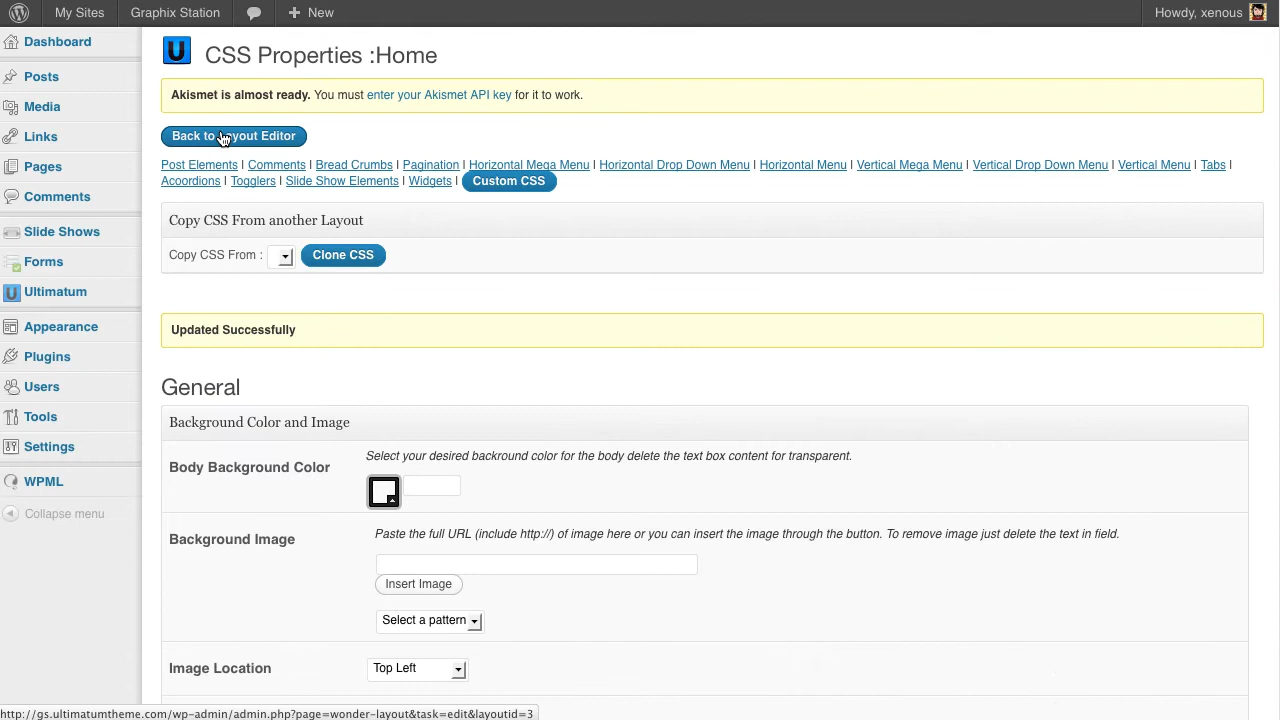 My Sites Graphix Station New Howdy, xenous
Dashboard
Posts
Media
Links
Pages
Comments
Slide Shows
Forms
Ultimatum
Appearance
Plugins
Users
Tools
Settings
WPML
Collapse menu
CSS Properties :Home
Akismet is almost ready. You must enter your Akismet API key for it to work.
Back to Layout Editor
Post Elements | Comments | Bread Crumbs | Pagination | Horizontal Mega Menu | Horizontal Drop Down Menu | Horizontal Menu | Vertical Mega Menu | Vertical Drop Down Menu | Vertical Menu | Tabs |
Acoordions | Togglers | Slide Show Elements | Widgets | Custom CSS
Copy CSS From another Layout
Copy CSS From : Clone CSS
Updated Successfully
General
Background Color and Image
Body Background Color
Select your desired backround color for the body delete the text box content for transparent.
Background Image
Paste the full URL (include http://) of image here or you can insert the image through the button. To remove image just delete the text in field.
Insert Image
Select a pattern
Image Location Top Left
http://gs.ultimatumtheme.com/wp-admin/admin.php?page=wonder-layout&task=edit&layoutid=3